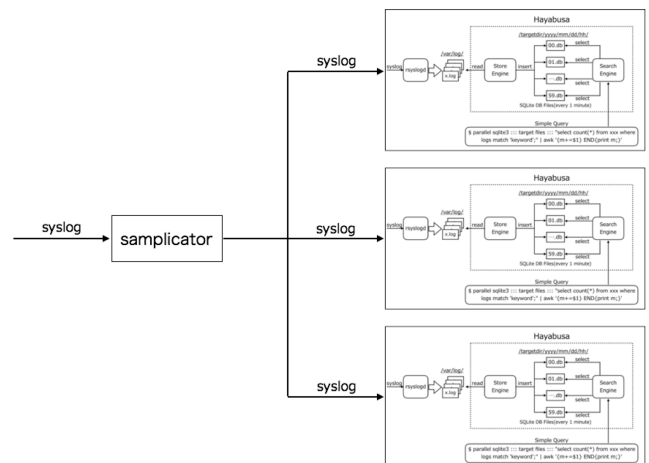 syslog
samplicator
syslog
Hayabusa
/targetdir/yyyy/mm/dd/hh/
/var/log/
syslog
rsyslogd
x.log
read
Store
Engine
insert
00.db
01.db
....db
59.db
select
select
select
select
Search
Engine
SQLite DB Files(every 1 minute)
Simple Query
$ parallel sqlite3 ::: target files ::: "select count(*) from xxx where
logs match 'keyword';" | awk '{m+=$1} END{print m;}'
syslog
Hayabusa
/targetdir/yyyy/mm/dd/hh/
/var/log/
syslog
rsyslogd
x.log
read
Store
Engine
insert
00.db
01.db
....db
59.db
select
select
select
select
Search
Engine
SQLite DB Files(every 1 minute)
Simple Query
$ parallel sqlite3 ::: target files ::: "select count(*) from xxx where
logs match 'keyword';" | awk '{m+=$1} END{print m;}'
syslog
Hayabusa
/targetdir/yyyy/mm/dd/hh/
/var/log/
syslog
rsyslogd
x.log
read
Store
Engine
insert
00.db
01.db
....db
59.db
select
select
select
select
Search
Engine
SQLite DB Files(every 1 minute)
Simple Query
$ parallel sqlite3 ::: target files ::: "select count(*) from xxx where
logs match 'keyword';" | awk '{m+=$1} END{print m;}'